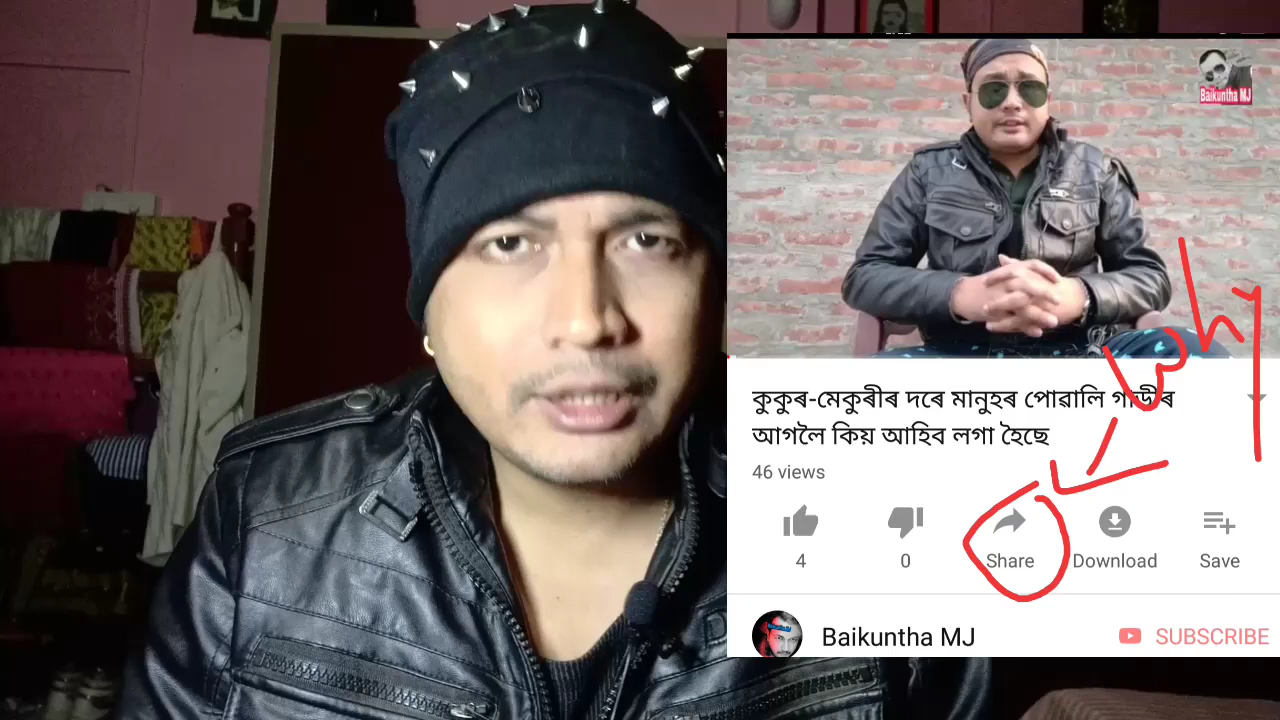 Baikuntha MJ
why
কুকুৰ-মেকুৰীৰ দৰে মানুহৰ পোৱালি গাড়ীৰ
আগলৈ কিয় আহিব লগা হৈছে
46 views
4
0
Share
Download
Save
Baikuntha MJ
SUBSCRIBE